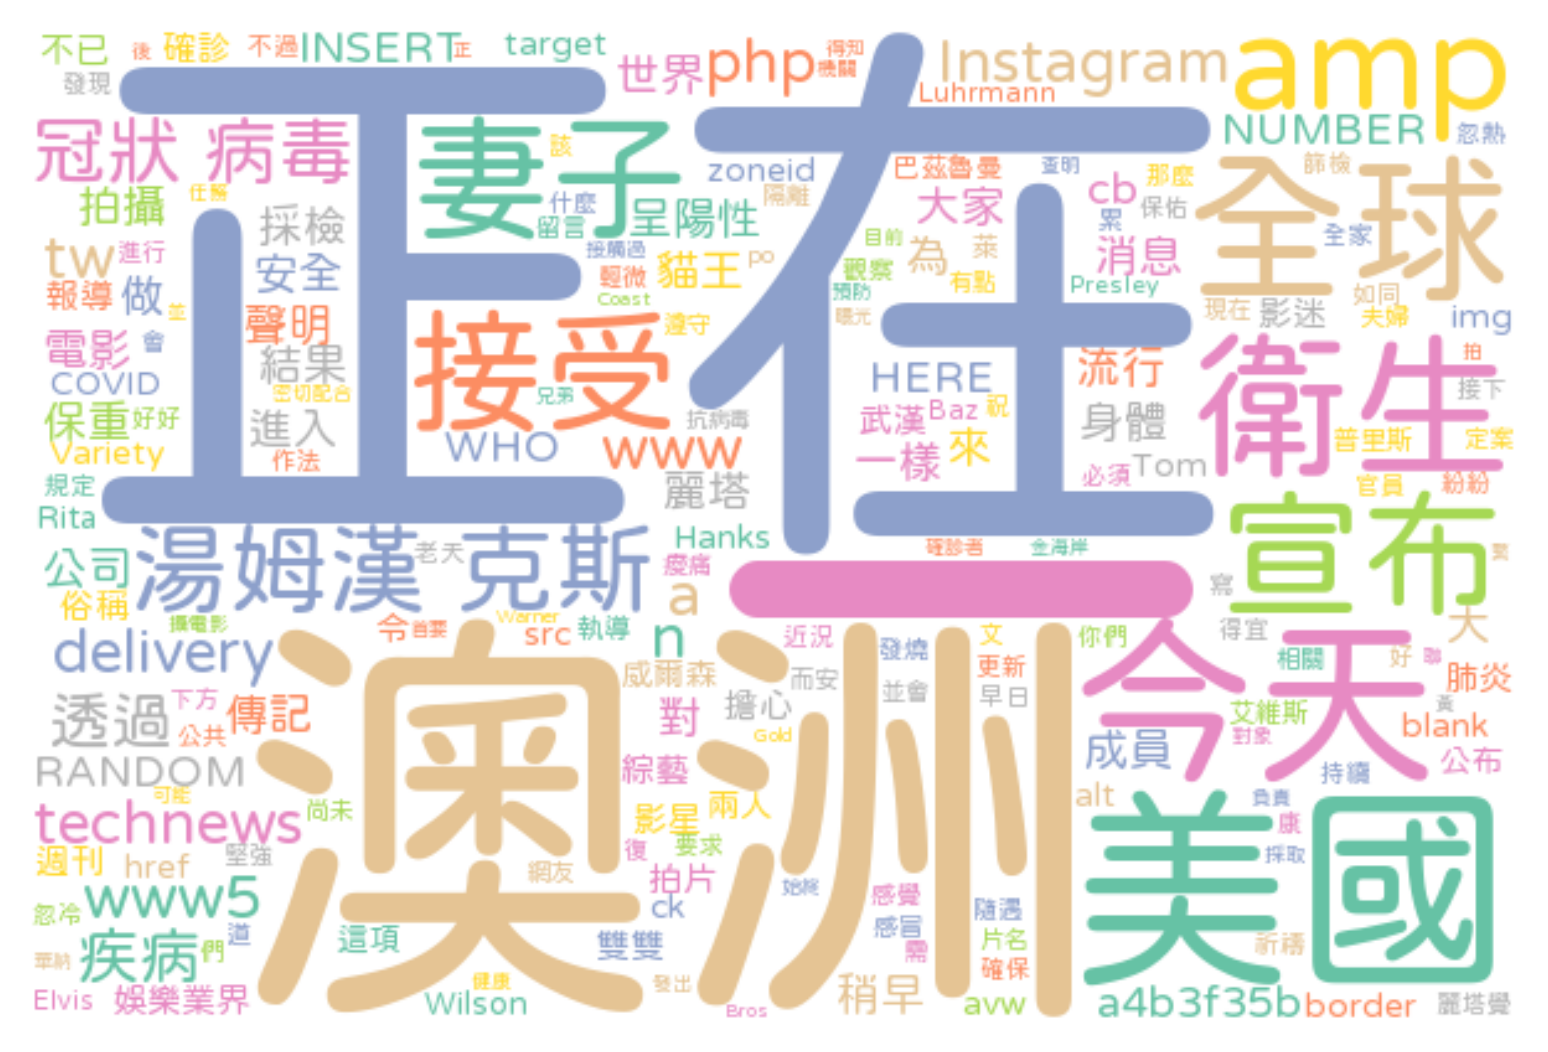 不已 後 確診 不過 INSERT 正 target
世界 php 得知 機關 Instagram amp
發現 Luhrmann NUMBER 忽熱
正在
冠狀 病毒 妻子 該 zoneid 巴茲魯曼 查明 那麼 篩檢
拍攝 任務 採檢 什麼 留言 呈陽性 隔離 大家 cb 累 保佑 全球
tw 進行 安全 接觸過 目前 萊 消息 全家
報導 做 並 輕微 貓王 po 觀察 為 有點 Presley
Coast 預防 現在 影迷 如同 夫婦 img
電影 會 聲明 接受 遵守 曝光
COVID 結果 密切配合 兄弟 HERE 流行 衛生 拍 接下
保重 好好 進入 抗病毒 武漢 Baz 祝 身體
Variety 作法 WHO www 一樣 來 必須 Tom 普里斯 定案
規定 麗塔 官員 紛紛
Rita 湯姆漢 克斯 老天 Hanks 確診者 金海岸 宣布
公司 痠痛 一 寫
俗稱 攝電影 令 首要 Warner src 執導 a n 近況 發燒 文 你們 得宜 大
delivery 澳洲 威爾森 而安 並會 更新 早日 今天 相關 好 肺炎
透過 下方 傳記 公共 對 擔心 Gold 艾維斯 對象 黃 blank
RANDOM 可能 綜藝 成員 持續 公布
technews 尚未 影星 兩人 alt 負責 美國
週刊 href 堅強 復 要求 康
www5 網友 拍片 始終 感覺 採取
忽冷 ck 感冒 隨遇
疾病 們 道 這項 雙雙 需 片名 祈禱
華納 健康 發出 確保
Elvis 娛樂業界 Wilson Bros 稍早 avw a4b3f35b border 麗塔覺